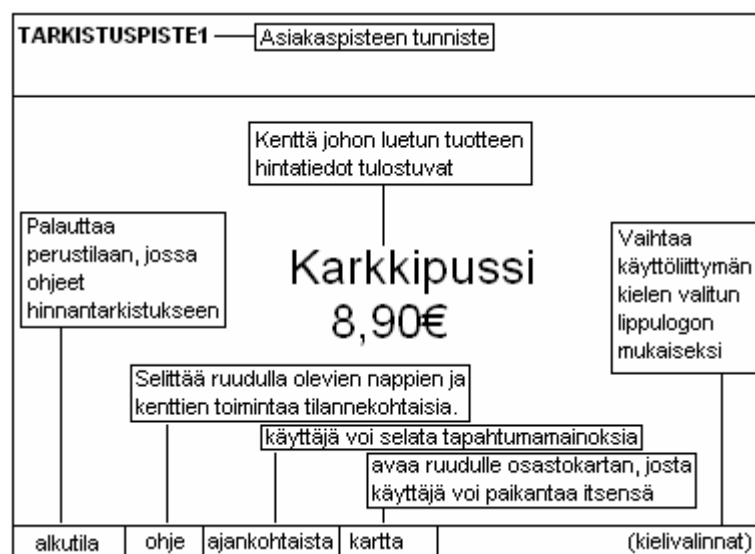 TARKISTUSPISTE1
Asiakaspisteen tunniste
Kenttä johon luetun tuotteen
hintatiedot tulostuvat
Palauttaa
perustilaan, jossa
ohjeet
hinnantarkistukseen
Vaihtaa
käyttöliittymän
kielen valitun
lippulogon
mukaiseksi
Karkkipussi
8,90€
Selittää ruudulla olevien nappien ja
kenttien toimintaa tilannekohtaisia.
käyttäjä voi selata tapahtumamainoksia
avaa ruudulle osastokartan, josta
käyttäjä voi paikantaa itsensä
alkutila
ohje
ajankohtaista
kartta
(kielivalinnat)